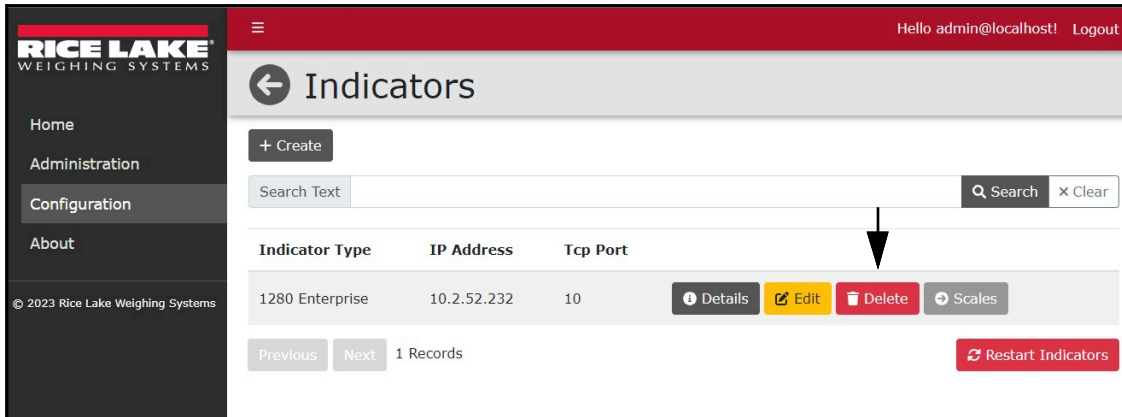 RICE LAKE
WEIGHING SYSTEMS
Home
Administration
Configuration
About
© 2023 Rice Lake Weighing Systems
Hello admin@localhost! Logout
Indicators
+ Create
Search Text Search × Clear
Indicator Type IP Address Tcp Port
1280 Enterprise 10.2.52.232 10 Details Edit Delete Scales
Previous Next 1 Records Restart Indicators